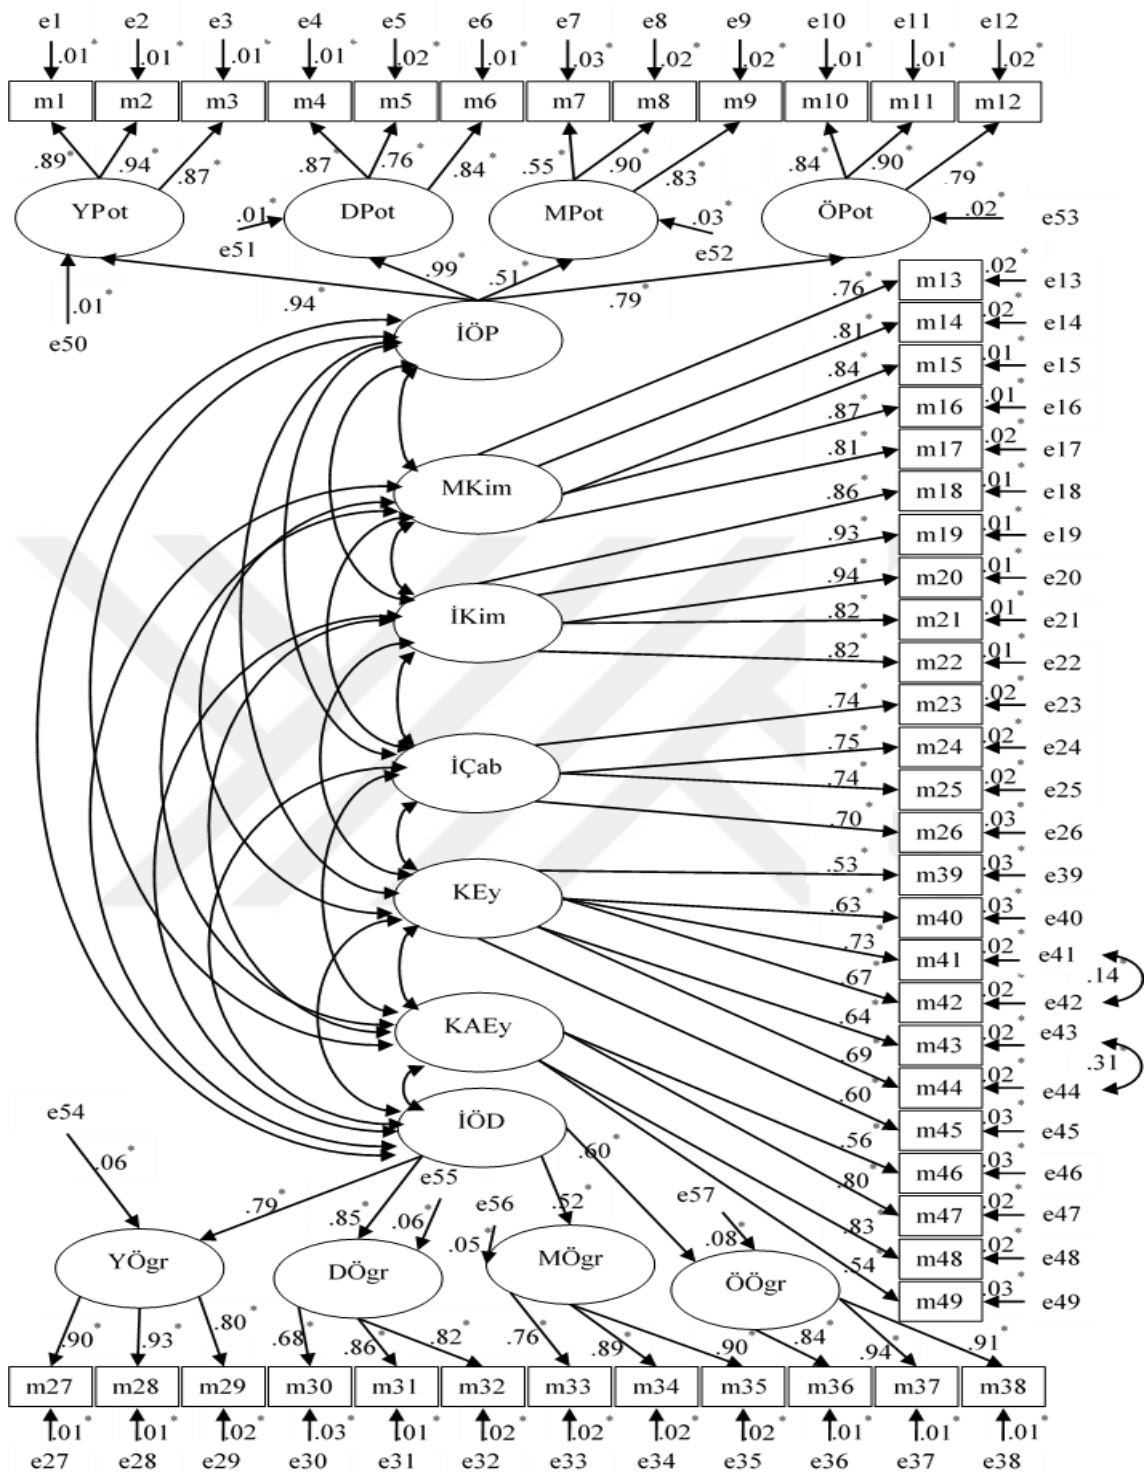 e1 e2 e3 e4 e5 e6 e7 e8 e9 e10 e11 e12
.01* .01* .01* .01* .02* .01* .03* .02* .02* .01* .01* .02*
m1 m2 m3 m4 m5 m6 m7 m8 m9 m10 m11 m12
.89* .94* .87* .87* .76* .84* .55* .90* .83* .84* .90* .79*
YPot DPot MPot ÖPot
.01* .03* .02* e53
e51 e52
.94* .99* .51* .79*
.01*
e50
İÖP
.76* m13 .02* e13
.81* m14 .02* e14
.84* m15 .01* e15
.87* m16 .01* e16
.81* m17 .02* e17
MKim
.86* m18 .01* e18
.93* m19 .01* e19
.94* m20 .01* e20
.82* m21 .01* e21
.82* m22 .01* e22
İKim
.74* m23 .02* e23
.75* m24 .02* e24
.74* m25 .02* e25
.70* m26 .03* e26
İÇab
.53* m39 .03* e39
.63* m40 .03* e40
.73* m41 .02* e41
.14*
.67* m42 .02* e42
.64* m43 .02* e43
.31*
.69* m44 .02* e44
KEy
.60* m45 .03* e45
.56* m46 .03* e46
.80* m47 .02* e47
.83* m48 .02* e48
.54* m49 .03* e49
KAEy
İÖD
e54 e55 e56 e57
.06* .06* .05* .08*
.79* .85* .52* .60*
YÖgr DÖgr MÖgr ÖÖgr
.90* .93* .80* .68* .86* .82* .76* .89* .90* .84* .94* .91*
m27 m28 m29 m30 m31 m32 m33 m34 m35 m36 m37 m38
.01* .01* .02* .03* .01* .02* .02* .02* .02* .01* .01* .01*
e27 e28 e29 e30 e31 e32 e33 e34 e35 e36 e37 e38